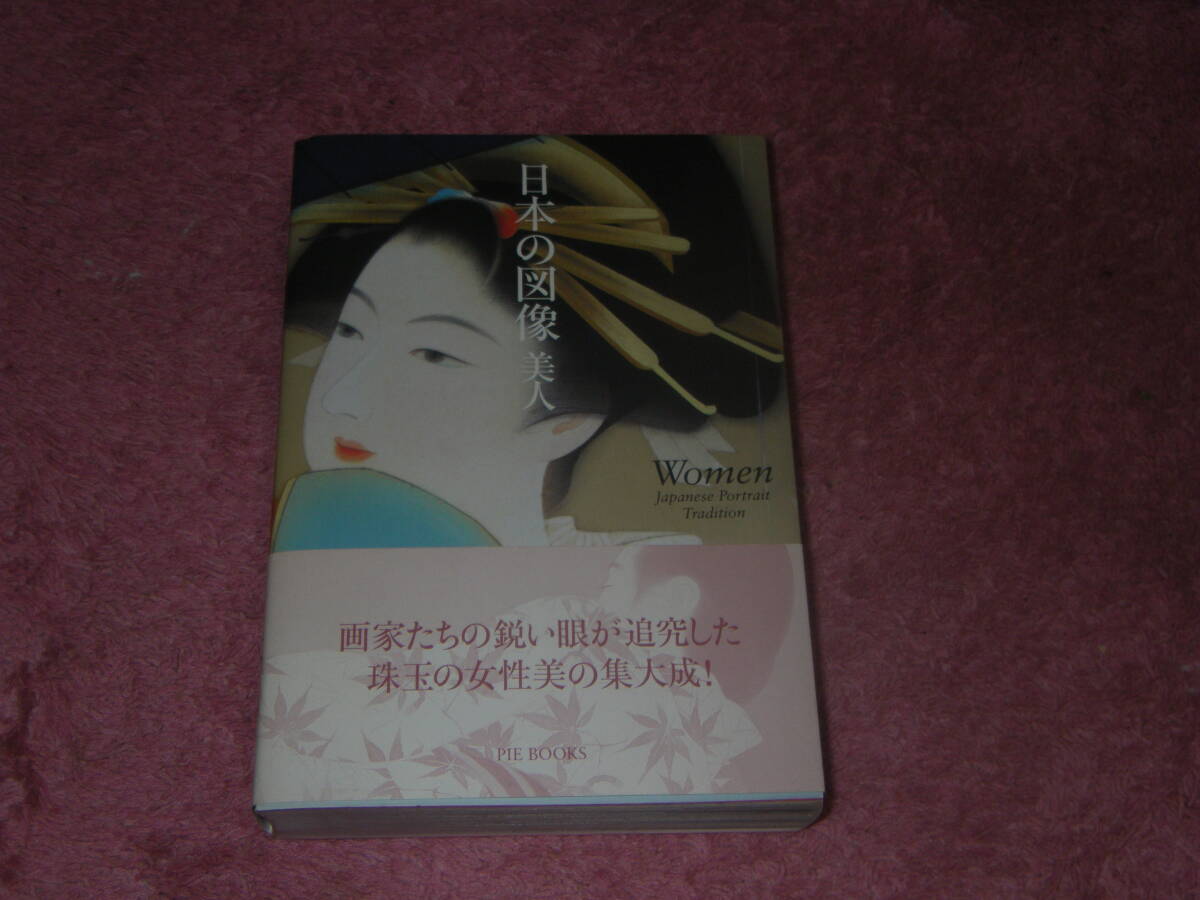 日本の図像 美人
Women
Japanese Portrait
Tradition
画家たちの鋭い眼が追究した
珠玉の女性美の集大成!
PIE BOOKS